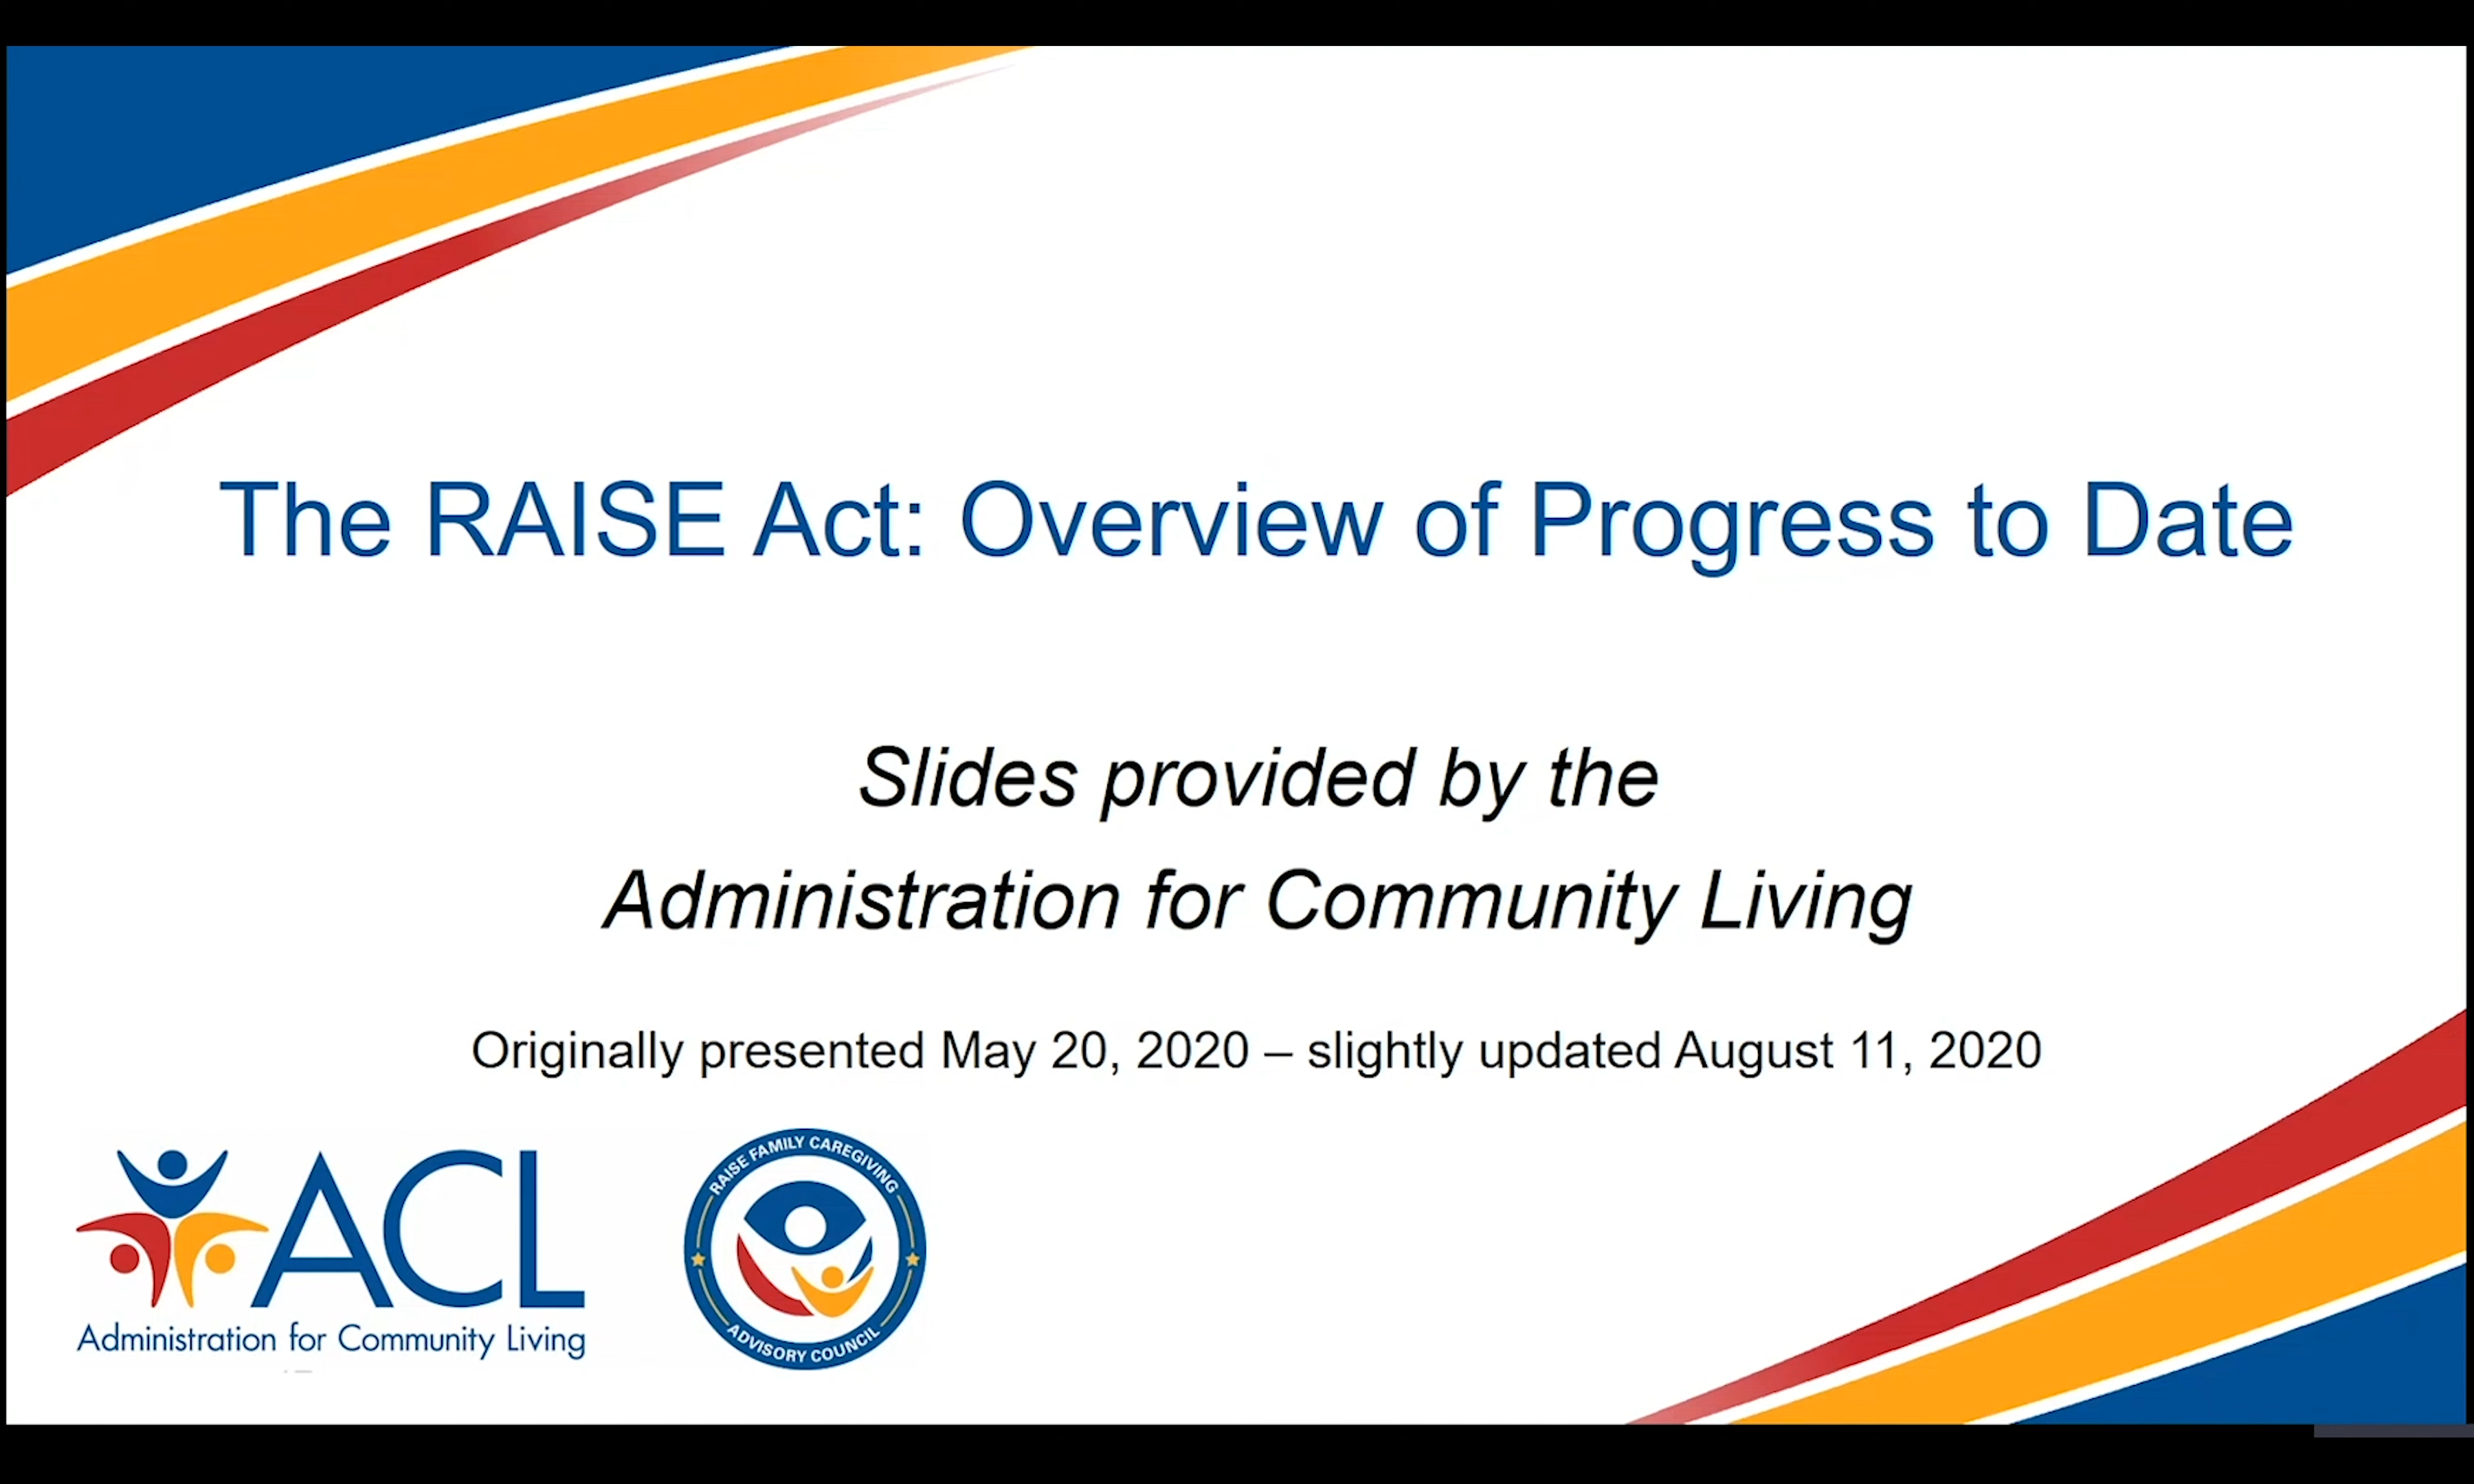 The RAISE Act: Overview of Progress to Date
Slides provided by the
Administration for Community Living
Originally presented May 20, 2020 – slightly updated August 11, 2020
ACL
Administration for Community Living
RAISE FAMILY CAREGIVING
ADVISORY COUNCIL